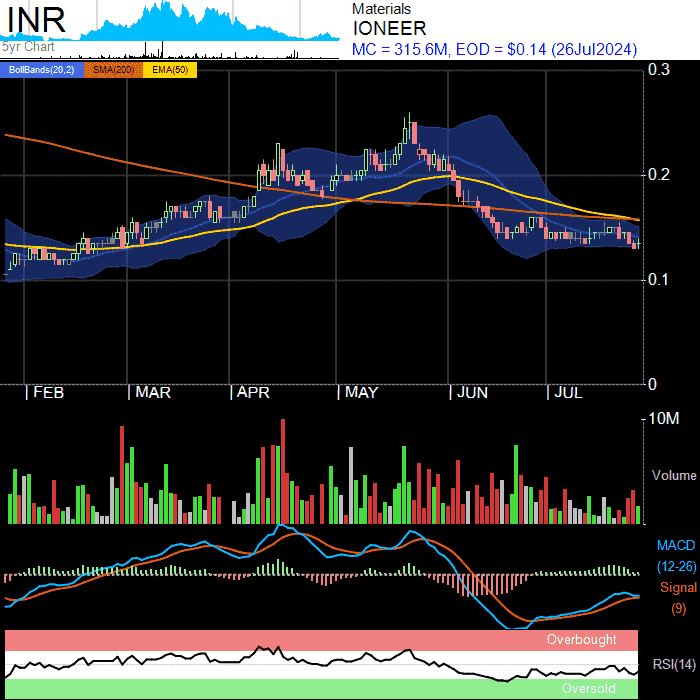 INR
5yr Chart
Materials
IONEER
MC = 315.6M, EOD = $0.14 (26Jul2024)
BollBands(20,2) SMA(200) EMA(50)
0.3
0.2
0.1
0
FEB MAR APR MAY JUN JUL
10M
Volume
MACD
(12-26)
Signal
(9)
Overbought
RSI(14)
Oversold